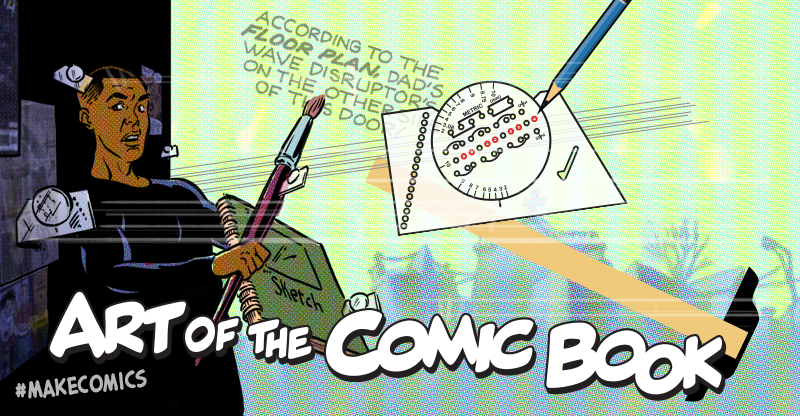 ACCORDING TO THE
FLOOR PLAN, DAD'S
WAVE DISRUPTOR'S
ON THE OTHER SI
OF THIS DOOR!
METRIC
Sketch
ART OF THE COMIC BOOK
#MAKECOMICS